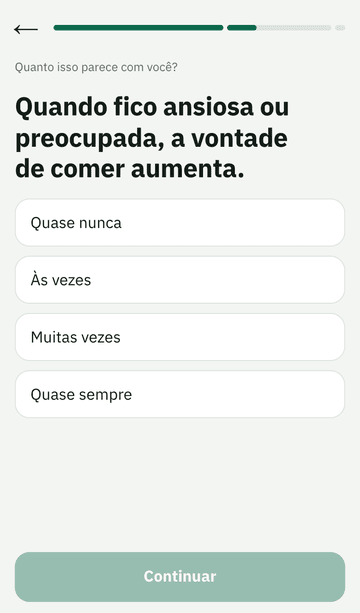 Quanto isso parece com você?
Quando fico ansiosa ou
preocupada, a vontade
de comer aumenta.
Quase nunca
Às vezes
Muitas vezes
Quase sempre
Continuar